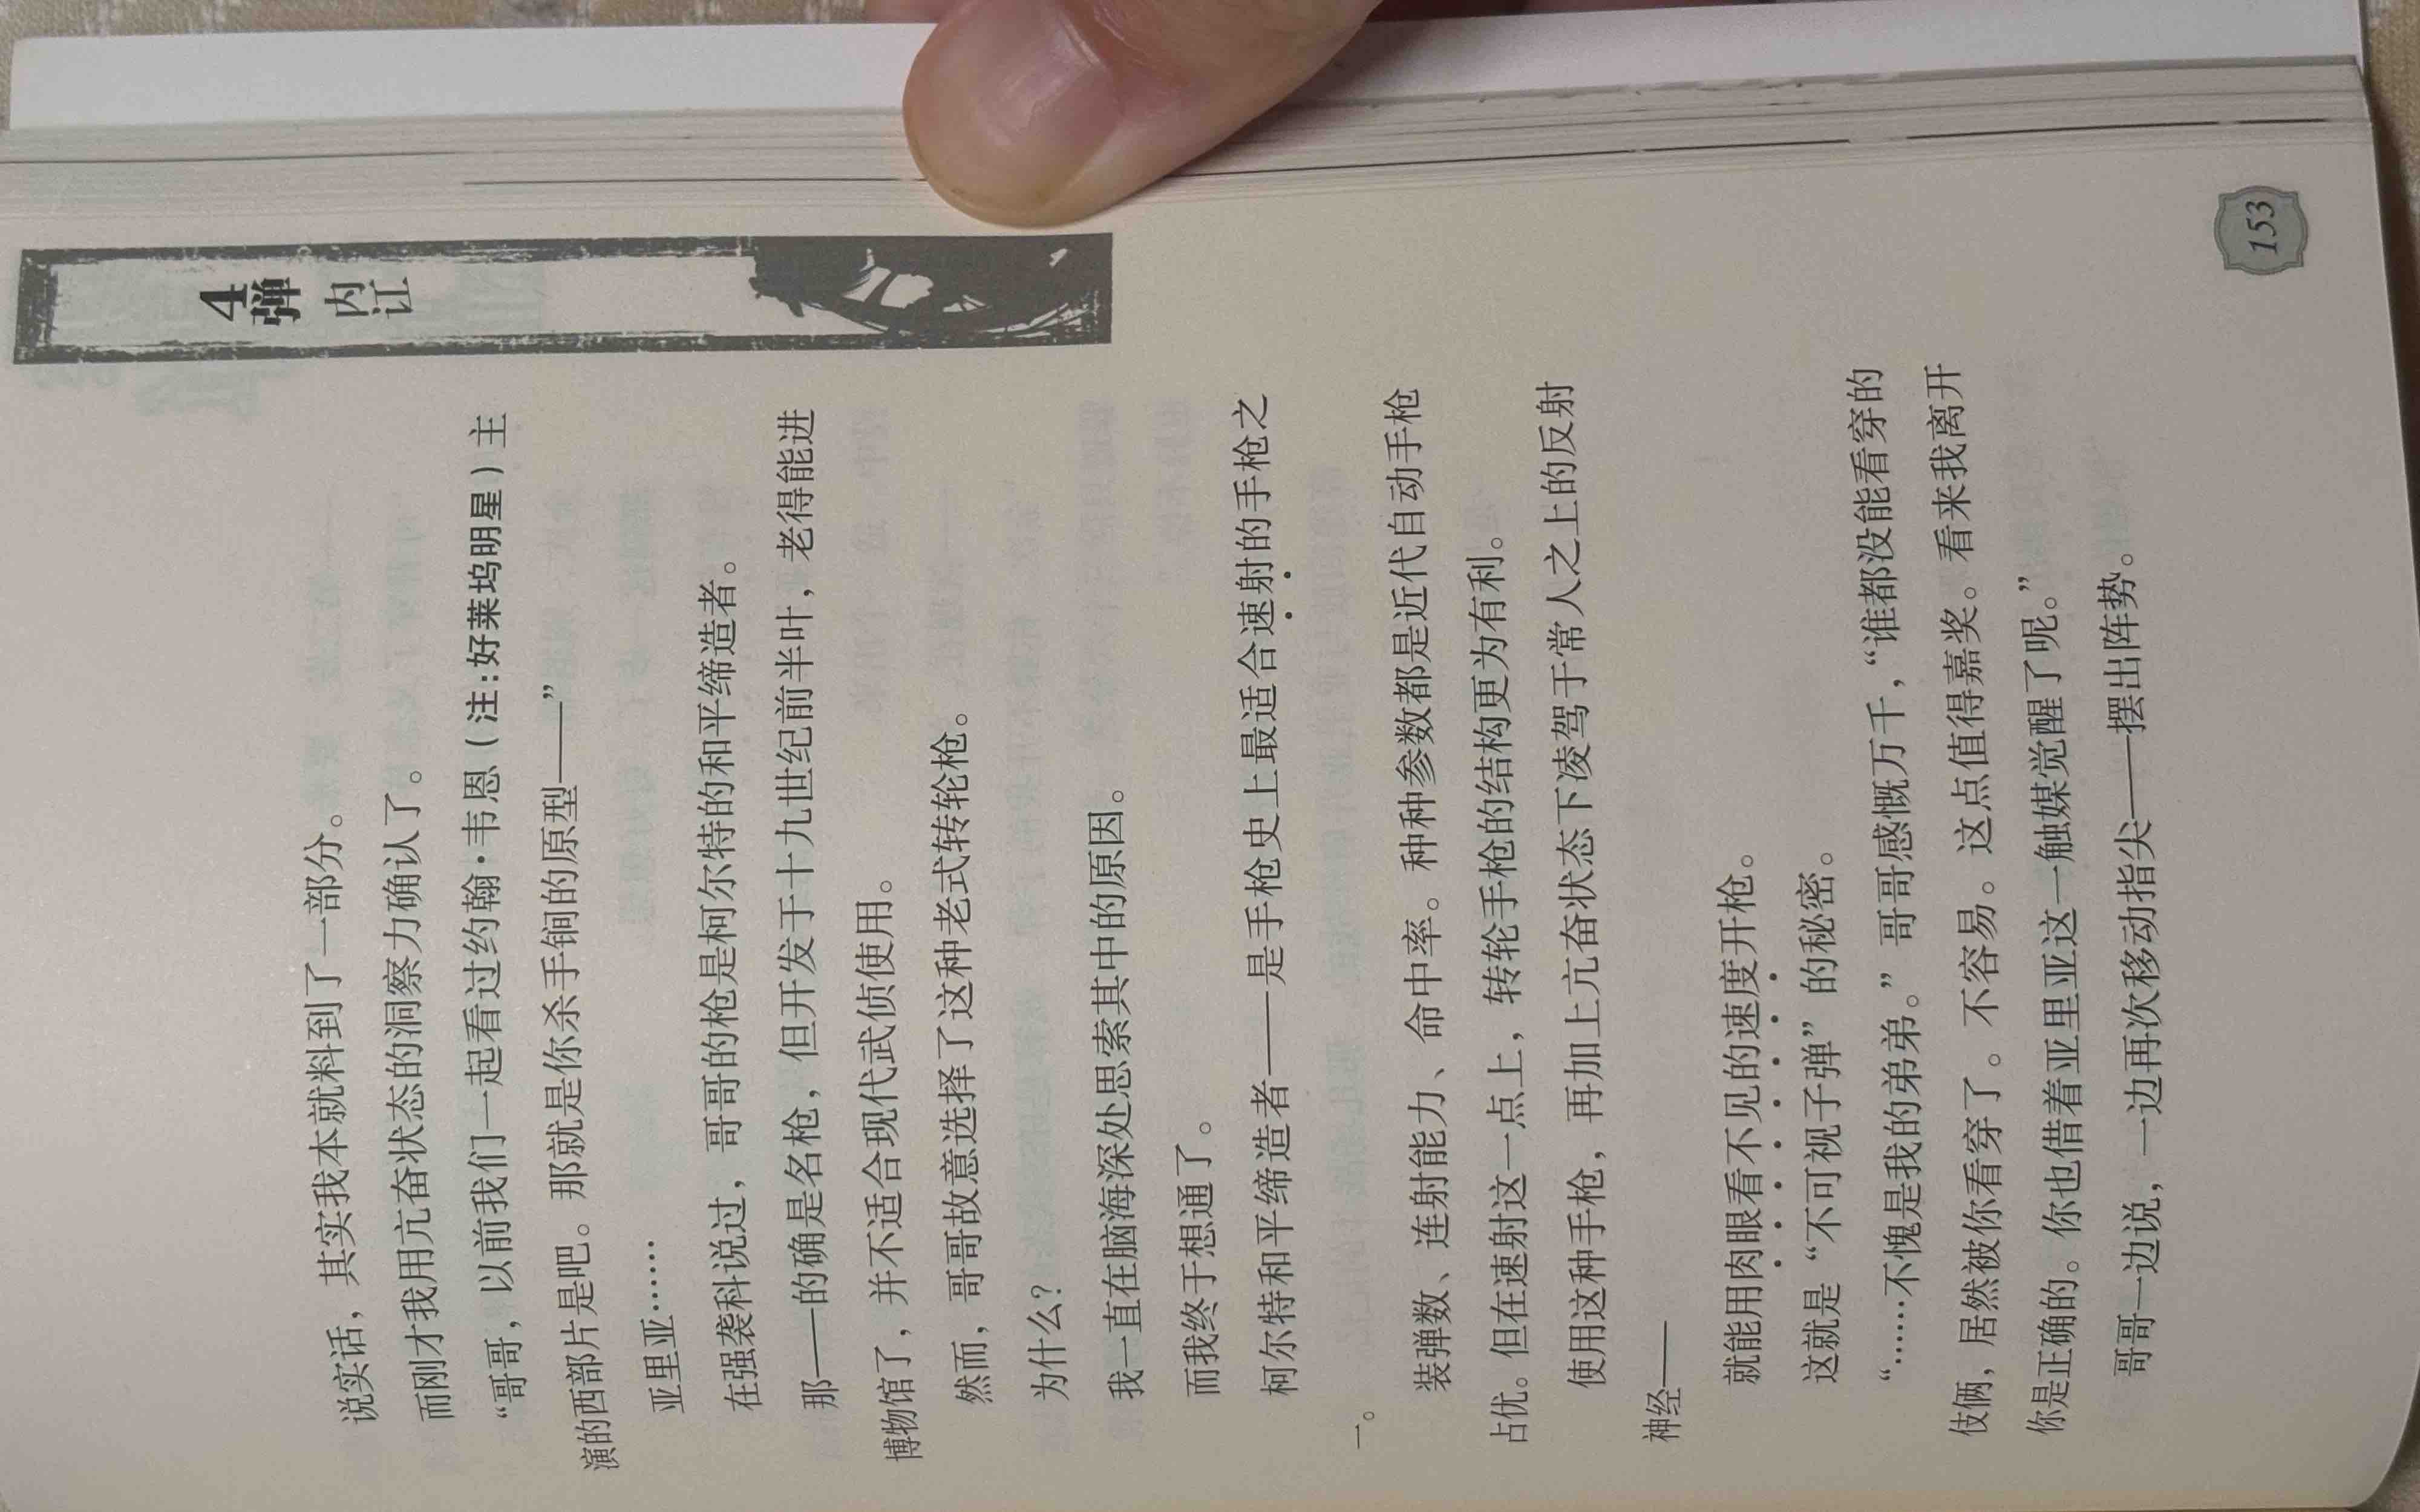 4弹 内讧
说实话，其实我本就料到了一部分。
而刚才我用亢奋状态的洞察力确认了。
“哥哥，以前我们一起看过约翰·韦恩（注：好莱坞明星）主
演的西部片是吧。那就是你杀手锏的原型——”
亚里亚……
在强袭科说过，哥哥的枪是柯尔特的和平缔造者。
那——的确是名枪，但开发于十九世纪前半叶，老得能进
博物馆了，并不适合现代武侦使用。
然而，哥哥故意选择了这种老式转轮枪。
为什么？
我一直在脑海深处思索其中的原因。
而我终于想通了。
柯尔特和平缔造者——是手枪史上最适合速射的手枪之
一。
装弹数、连射能力、命中率。种种参数都是近代自动手枪
占优。但在速射这一点上，转轮手枪的结构更为有利。
使用这种手枪，再加上亢奋状态下凌驾于常人之上的反射
神经——
就能用肉眼看不见的速度开枪。
这就是“不可视子弹”的秘密。
“……不愧是我的弟弟。”哥哥感慨万千，“谁都没能看穿的
伎俩，居然被你看穿了。不容易。这点值得嘉奖。看来我离开
你是正确的。你也借着亚里亚这一触媒觉醒了呢。”
哥哥一边说，一边再次移动指尖——摆出阵势。
153